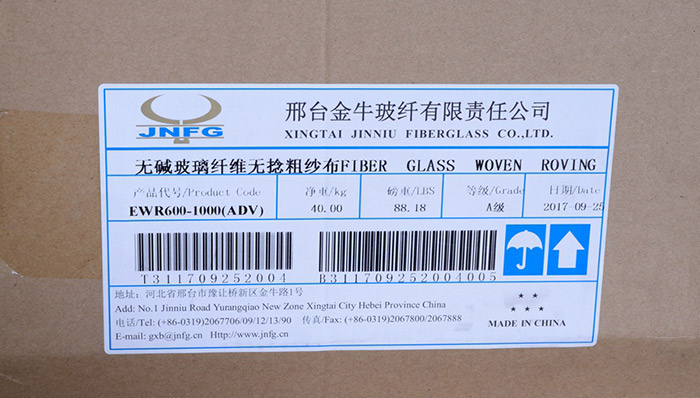 JNFG
邢台金牛玻纤有限责任公司
XINGTAI JINNIU FIBERGLASS CO.,LTD.
无碱玻璃纤维无捻粗纱布FIBER GLASS WOVEN ROVING
产品代号/Product Code 净重/kg 磅重/LBS 等级/Grade 日期/Date
EWR600-1000(ADV) 40.00 88.18 A级 2017-09-25
T311709252004 B311709252004005
地址: 河北省邢台市豫让桥新区金牛路1号
Add: No.1 Jinniu Road Yurangqiao New Zone Xingtai City Hebei Province China
电话/Tel: (+86-0319)2067706/09/12/13/90 传真/Fax: (+86-0319)2067800/2067888
E-mail: gxb@jnfg.cn Http://www.jnfg.cn
MADE IN CHINA